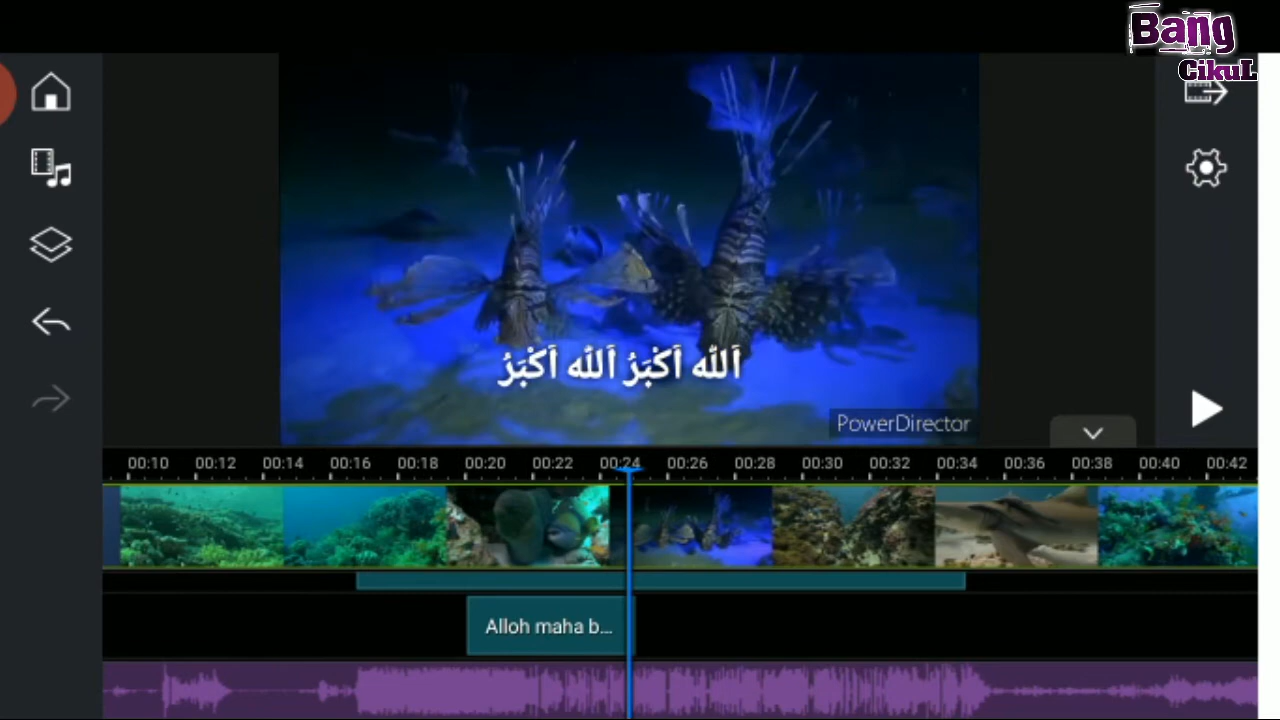 Bang
CikuL
اَللّٰه اَكْبَرُ اَللّٰه اَكْبَرُ
PowerDirector
00:10 00:12 00:14 00:16 00:18 00:20 00:22 00:24 00:26 00:28 00:30 00:32 00:34 00:36 00:38 00:40 00:42
Alloh maha b...